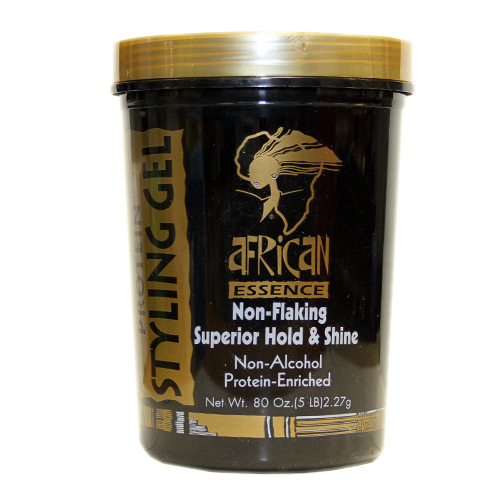 PROTEIN
STYLING GEL
AFRICAN
ESSENCE
Non-Flaking
Superior Hold & Shine
Non-Alcohol
Protein-Enriched
Net Wt. 80 Oz.(5 LB)2.27g